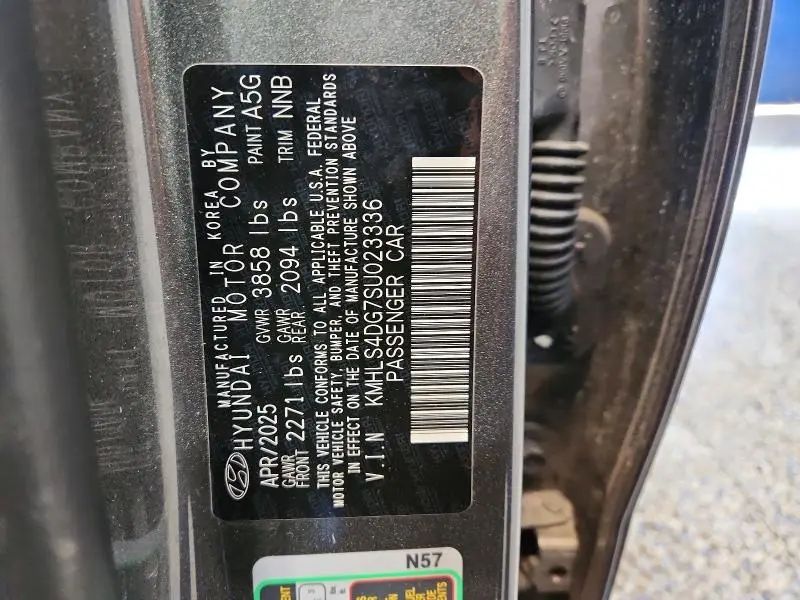 MANUFACTURED IN KOREA BY
HYUNDAI MOTOR COMPANY
APR/2025 GVWR 3858 lbs PAINT A5G
GAWR FRONT 2271 lbs GAWR REAR 2094 lbs TRIM NNB
THIS VEHICLE CONFORMS TO ALL APPLICABLE U.S.A. FEDERAL
MOTOR VEHICLE SAFETY, BUMPER, AND THEFT PREVENTION STANDARDS
IN EFFECT ON THE DATE OF MANUFACTURE SHOWN ABOVE
V.I.N KMHLS4DG7SU023336
PASSENGER CAR
N57